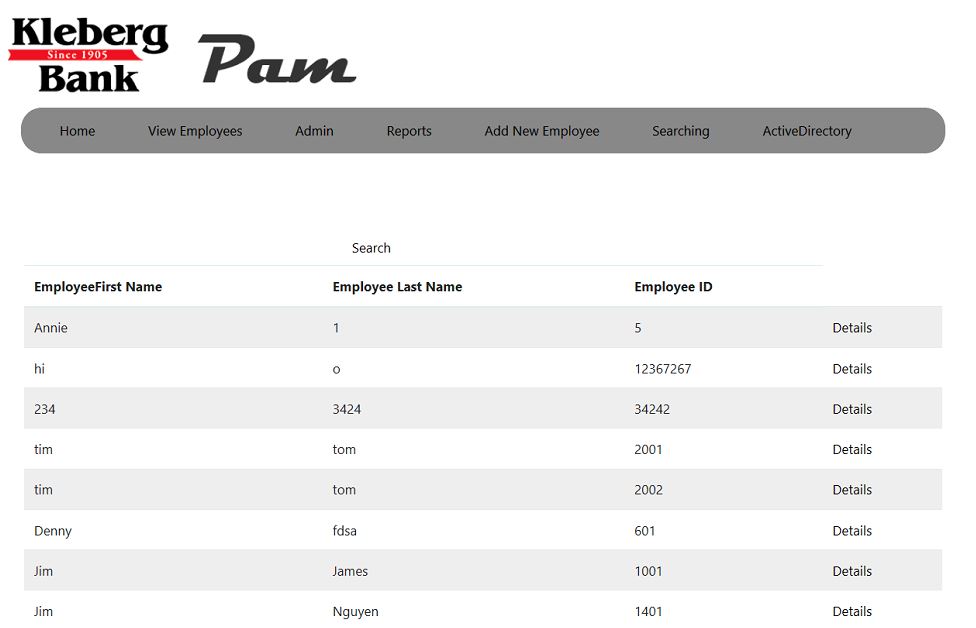 Kleberg
Since 1905
Bank
Pam
Home View Employees Admin Reports Add New Employee Searching ActiveDirectory
Search
EmployeeFirst Name Employee Last Name Employee ID
Annie 1 5 Details
hi o 12367267 Details
234 3424 34242 Details
tim tom 2001 Details
tim tom 2002 Details
Denny fdsa 601 Details
Jim James 1001 Details
Jim Nguyen 1401 Details